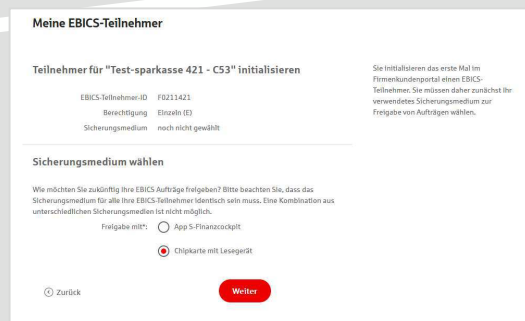 Meine EBICS-Teilnehmer
Teilnehmer für "Test-sparkasse 421 - C53" initialisieren
EBICS-Teilnehmer-ID F0211421
Berechtigung Einzeln (E)
Sicherungsmedium noch nicht gewählt
Sie initialisieren das erste Mal im
Firmenkundenportal einen EBICS-
Teilnehmer. Sie müssen daher zunächst Ihr
verwendetes Sicherungsmedium zur
Freigabe von Aufträgen wählen.
Sicherungsmedium wählen
Wie möchten Sie zukünftig Ihre EBICS Aufträge freigeben? Bitte beachten Sie, dass das
Sicherungsmedium für alle Ihre EBICS-Teilnehmer identisch sein muss. Eine Kombination aus
unterschiedlichen Sicherungsmedien ist nicht möglich.
Freigabe mit*: App S-Finanzcockpit
Chipkarte mit Lesegerät
Zurück
Weiter